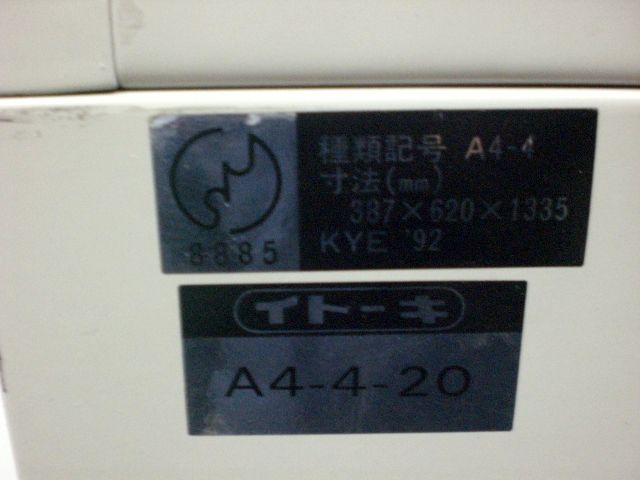 種類記号 A4-4
寸法(mm)
387×620×1335
KYE '92
8885
イトーキ
A4-4-20